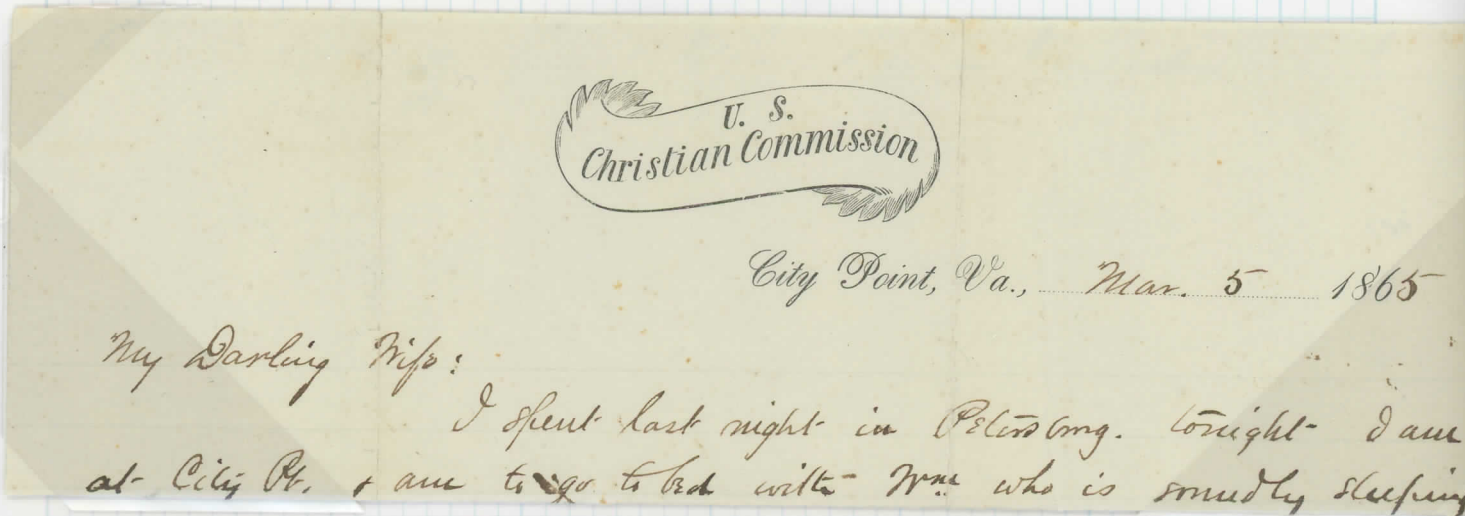 U. S.
Christian Commission
City Point, Va., Mar. 5 1865
My Darling Wife:
I spent last night in Petersburg. tonight I am
at City Pt. & am to go to bed with Wm who is soundly sleeping